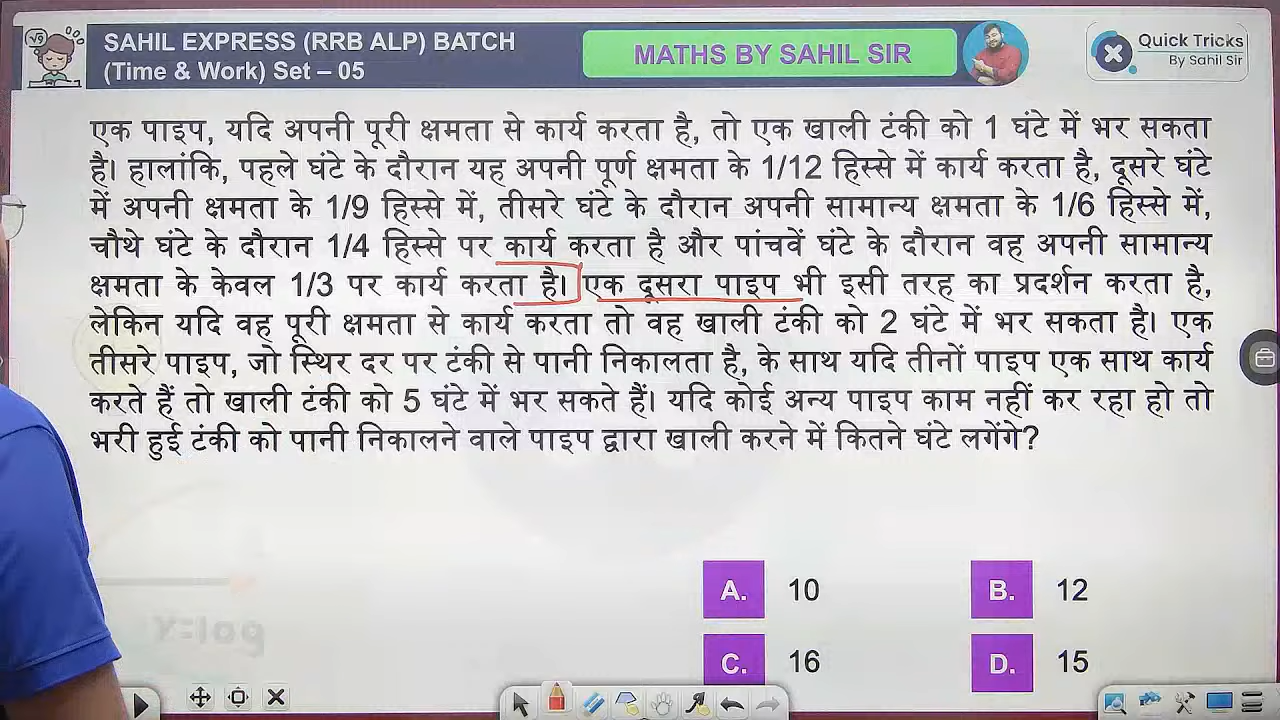 SAHIL EXPRESS (RRB ALP) BATCH
(Time & Work) Set – 05
MATHS BY SAHIL SIR
Quick Tricks
By Sahil Sir
√9
एक पाइप, यदि अपनी पूरी क्षमता से कार्य करता है, तो एक खाली टंकी को 1 घंटे में भर सकता
है। हालांकि, पहले घंटे के दौरान यह अपनी पूर्ण क्षमता के 1/12 हिस्से में कार्य करता है, दूसरे घंटे
में अपनी क्षमता के 1/9 हिस्से में, तीसरे घंटे के दौरान अपनी सामान्य क्षमता के 1/6 हिस्से में,
चौथे घंटे के दौरान 1/4 हिस्से पर कार्य करता है और पांचवें घंटे के दौरान वह अपनी सामान्य
क्षमता के केवल 1/3 पर कार्य करता है। एक दूसरा पाइप भी इसी तरह का प्रदर्शन करता है,
लेकिन यदि वह पूरी क्षमता से कार्य करता तो वह खाली टंकी को 2 घंटे में भर सकता है। एक
तीसरे पाइप, जो स्थिर दर पर टंकी से पानी निकालता है, के साथ यदि तीनों पाइप एक साथ कार्य
करते हैं तो खाली टंकी को 5 घंटे में भर सकते हैं। यदि कोई अन्य पाइप काम नहीं कर रहा हो तो
भरी हुई टंकी को पानी निकालने वाले पाइप द्वारा खाली करने में कितने घंटे लगेंगे?
A. 10
B. 12
C. 16
D. 15